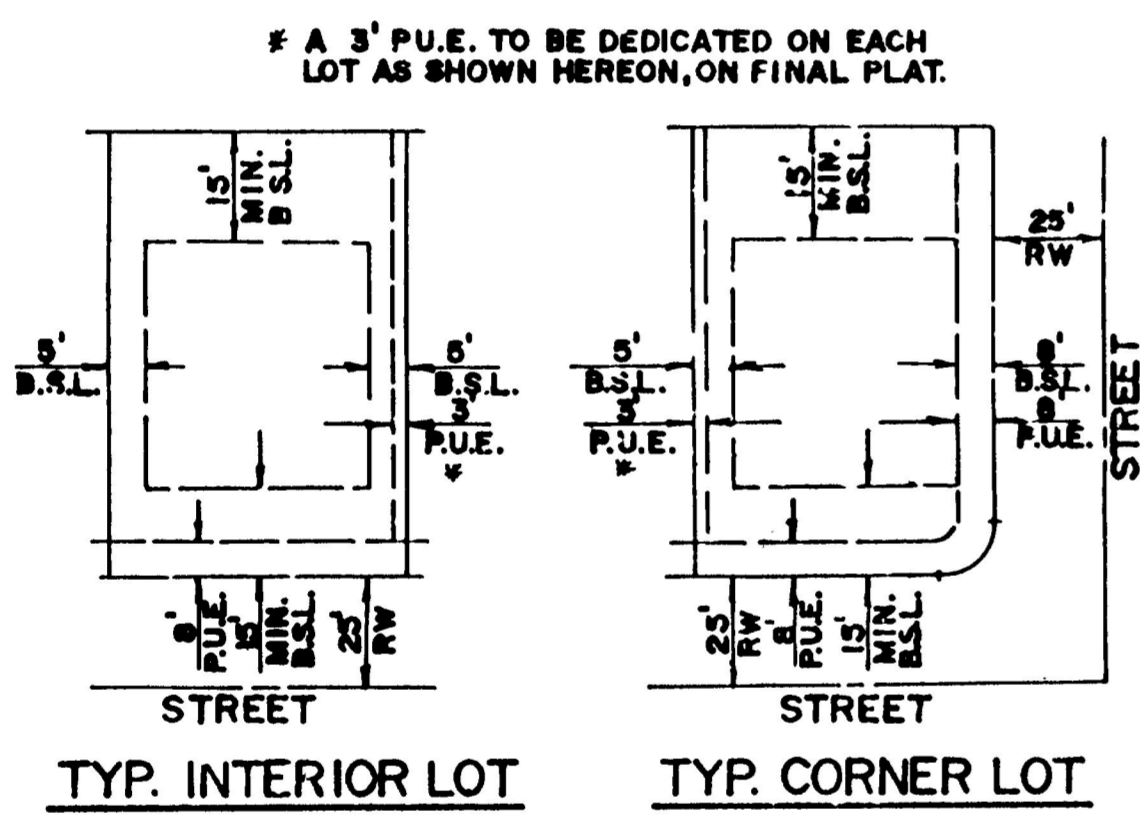 * A 3' P.U.E. TO BE DEDICATED ON EACH
LOT AS SHOWN HEREON, ON FINAL PLAT.
15'
MIN.
B.S.L.
5'
B.S.L.
5'
B.S.L.
3'
P.U.E.
*
8'
P.U.E.
15'
MIN.
B.S.L.
25'
RW
STREET
TYP. INTERIOR LOT
15'
MIN.
B.S.L.
25'
RW
5'
B.S.L.
3'
P.U.E.
*
8'
B.S.L.
8'
P.U.E.
STREET
25'
RW
8'
P.U.E.
15'
MIN.
B.S.L.
STREET
TYP. CORNER LOT